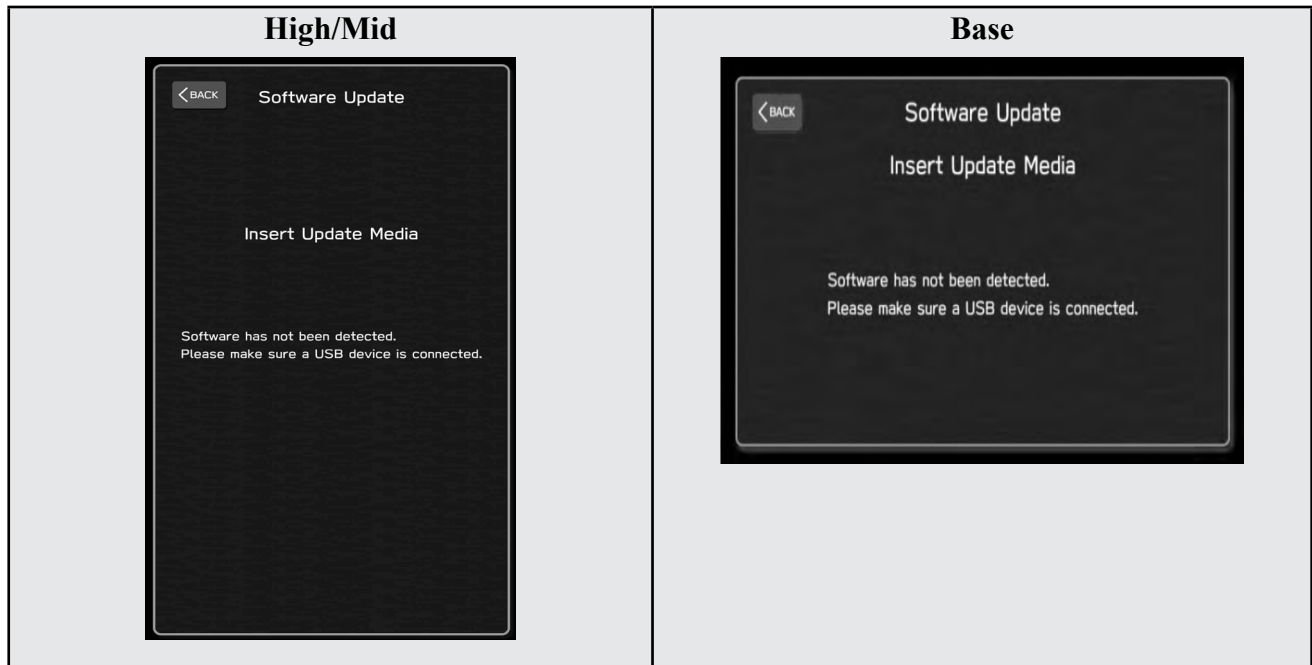 High/Mid
BACK Software Update
Insert Update Media
Software has not been detected.
Please make sure a USB device is connected.
Base
BACK Software Update
Insert Update Media
Software has not been detected.
Please make sure a USB device is connected.